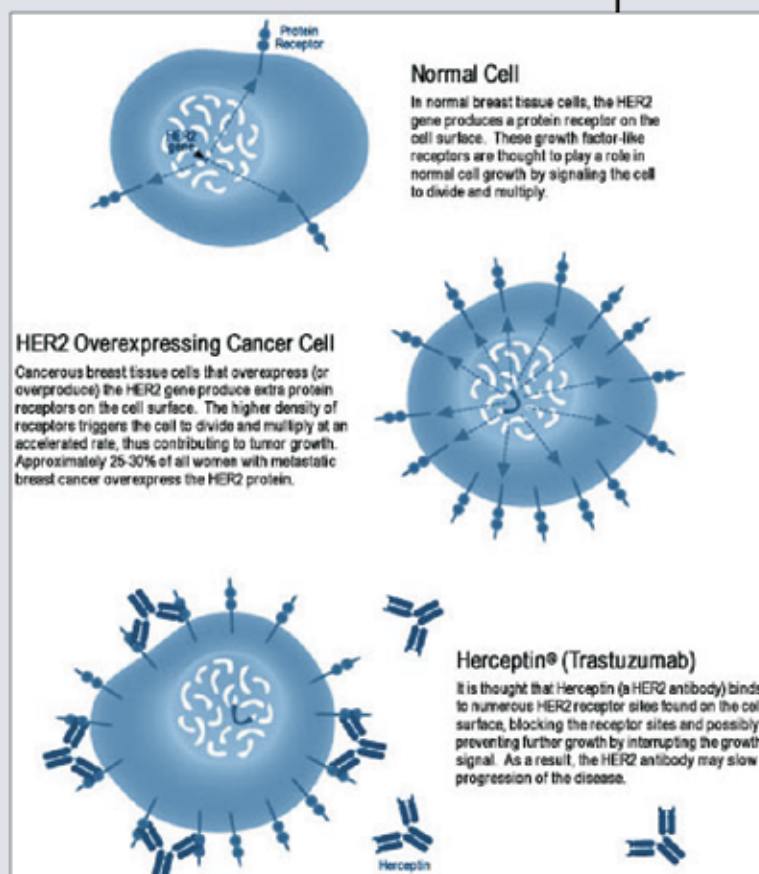 Protein
Receptor
HER2
gene
Normal Cell
In normal breast tissue cells, the HER2
gene produces a protein receptor on the
cell surface. These growth factor-like
receptors are thought to play a role in
normal cell growth by signaling the cell
to divide and multiply.
HER2 Overexpressing Cancer Cell
Cancerous breast tissue cells that overexpress (or
overproduce) the HER2 gene produce extra protein
receptors on the cell surface. The higher density of
receptors triggers the cell to divide and multiply at an
accelerated rate, thus contributing to tumor growth.
Approximately 25-30% of all women with metastatic
breast cancer overexpress the HER2 protein.
Herceptin® (Trastuzumab)
It is thought that Herceptin (a HER2 antibody) binds
to numerous HER2 receptor sites found on the cell
surface, blocking the receptor sites and possibly
preventing further growth by interrupting the growth
signal. As a result, the HER2 antibody may slow
progression of the disease.
Herceptin